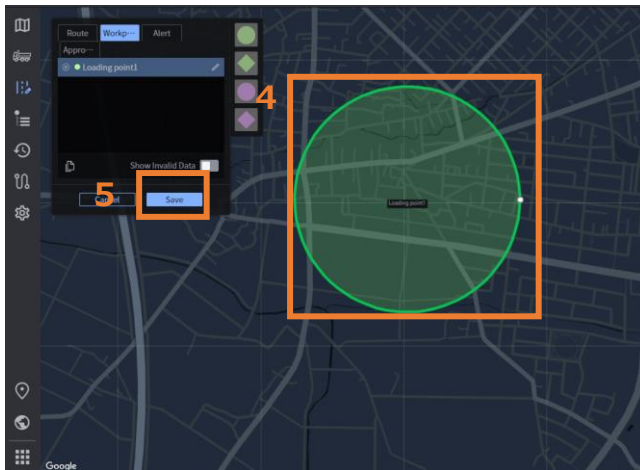 Route Workp··· Alert
Appro···
Loading point1
4
Show Invalid Data
5
Cancel Save
Loading point1
Google